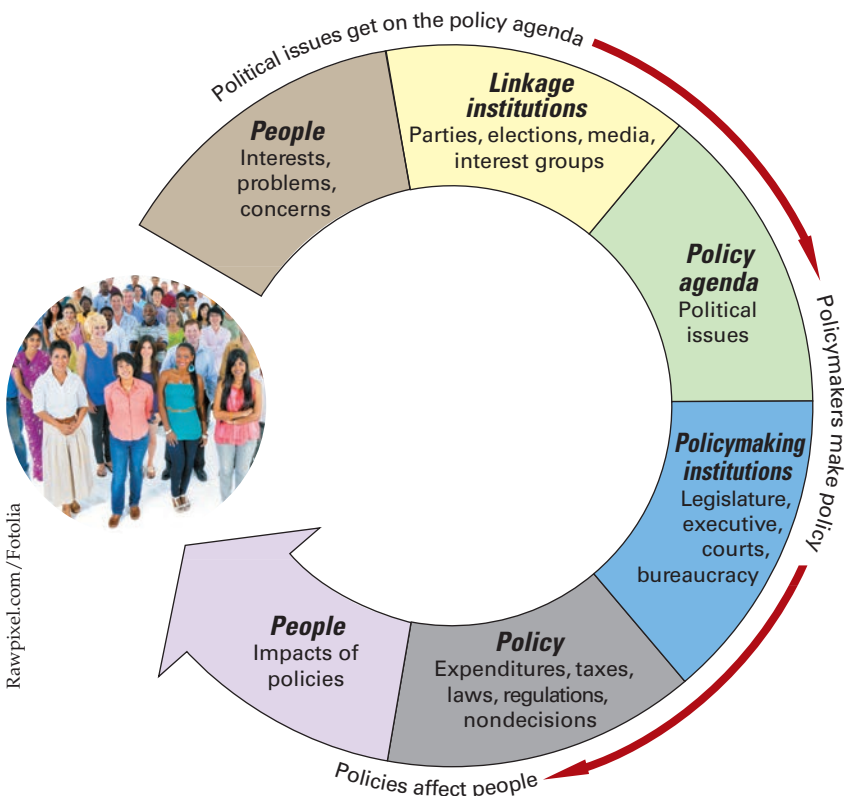 Political issues get on the policy agenda
People
Interests,
problems,
concerns
Linkage
institutions
Parties, elections, media,
interest groups
Policy
agenda
Political
issues
Policymakers make policy
Policymaking
institutions
Legislature,
executive,
courts,
bureaucracy
Policy
Expenditures, taxes,
laws, regulations,
nondecisions
Policies affect people
People
Impacts of
policies
Rawpixel.com/Fotolia